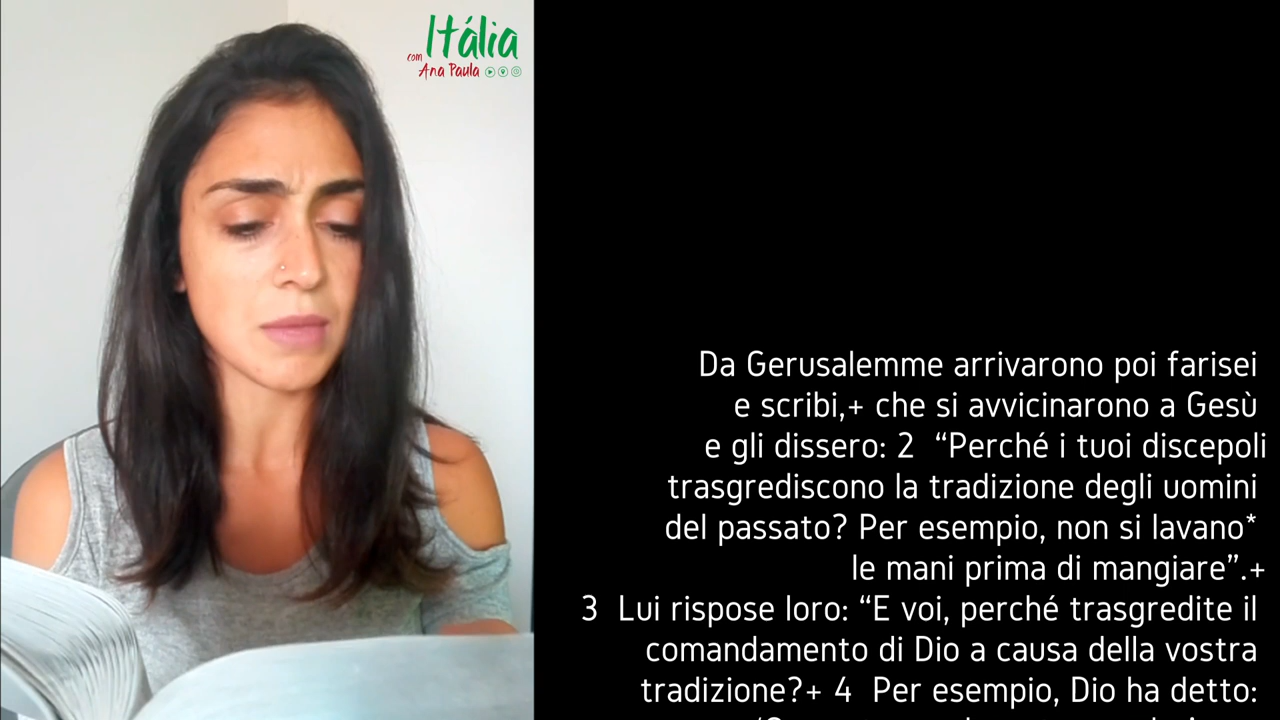 Itália
com
Ana Paula
Da Gerusalemme arrivarono poi farisei
e scribi,+ che si avvicinarono a Gesù
e gli dissero: 2 “Perché i tuoi discepoli
trasgrediscono la tradizione degli uomini
del passato? Per esempio, non si lavano*
le mani prima di mangiare”.+
3 Lui rispose loro: “E voi, perché trasgredite il
comandamento di Dio a causa della vostra
tradizione?+ 4 Per esempio, Dio ha detto: